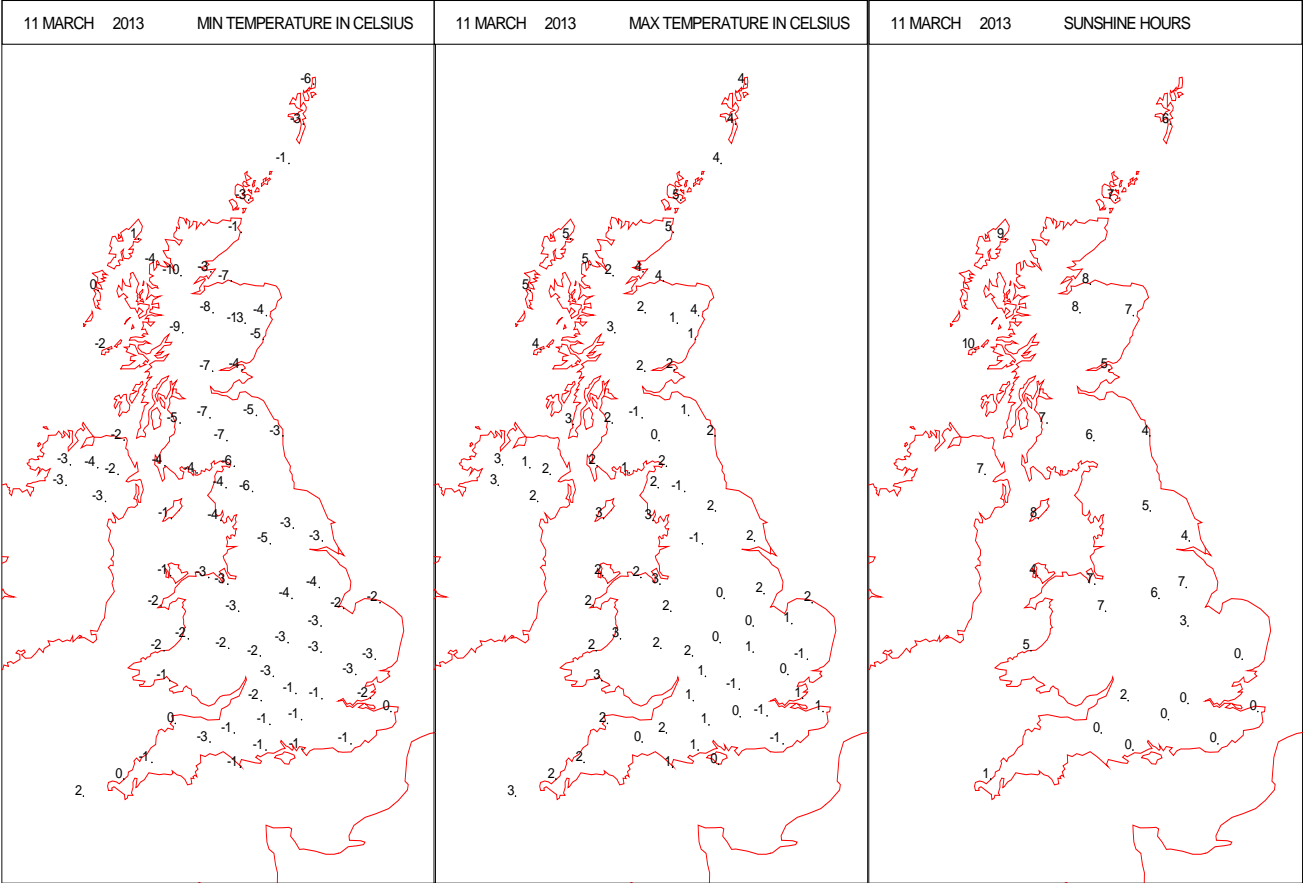 11 MARCH 2013 MIN TEMPERATURE IN CELSIUS
-6
-3
-1
-3
-1
1
-4
-10 -3
-7
0
-8
-13 -4
-9 -5
-2
-7 -4
-7 -5
-5
-2 -7 -3
-3 -4 -2 -4 -4 -6
-3 -4 -6
-3
-1 -4
-3
-5 -3
-1 -3 -3 -4
-4
-2 -3 -2 -2
-3
-2 -2 -3
-2 -2 -3 -3
-1 -3 -3
-2 -1 -1 -2
0 -1 -1 0
-3 -1
-1 -1 -1
-1 -1
0
2
11 MARCH 2013 MAX TEMPERATURE IN CELSIUS
4
4
4
5
5
5
5
2 4 4
5
2 4
3 1 1
4
2 2
-1 1
3 2
0 2
3 1 2 2 1 2
3 2 -1
2
3 3 2
-1 2
2 2 3
0 2
2 2 2
0 1
3 0
2 2 2 1 -1
3 1 0
-1 1
1
2 1 0 -1 1
2 0
1 -1
2 1 0
2
3
11 MARCH 2013 SUNSHINE HOURS
6
7
9
8
8 7
10
5
7
6 4
7
8 5
4
4 7 7
6
7 3
5 0
2 0
0 0
0 0
0
1